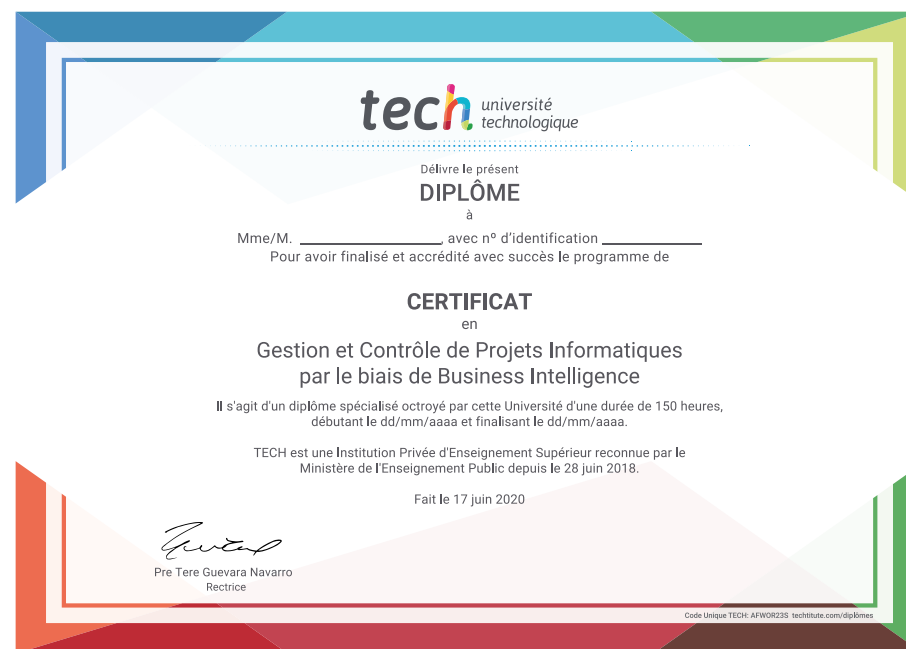 tech université
technologique
Délivre le présent
DIPLÔME
à
Mme/M. ____________________, avec nº d'identification ______________
Pour avoir finalisé et accrédité avec succès le programme de
CERTIFICAT
en
Gestion et Contrôle de Projets Informatiques
par le biais de Business Intelligence
Il s'agit d'un diplôme spécialisé octroyé par cette Université d'une durée de 150 heures,
débutant le dd/mm/aaaa et finalisant le dd/mm/aaaa.
TECH est une Institution Privée d'Enseignement Supérieur reconnue par le
Ministère de l'Enseignement Public depuis le 28 juin 2018.
Fait le 17 juin 2020
Pre Tere Guevara Navarro
Rectrice
Code Unique TECH: AFWOR23S techtitute.com/diplômes